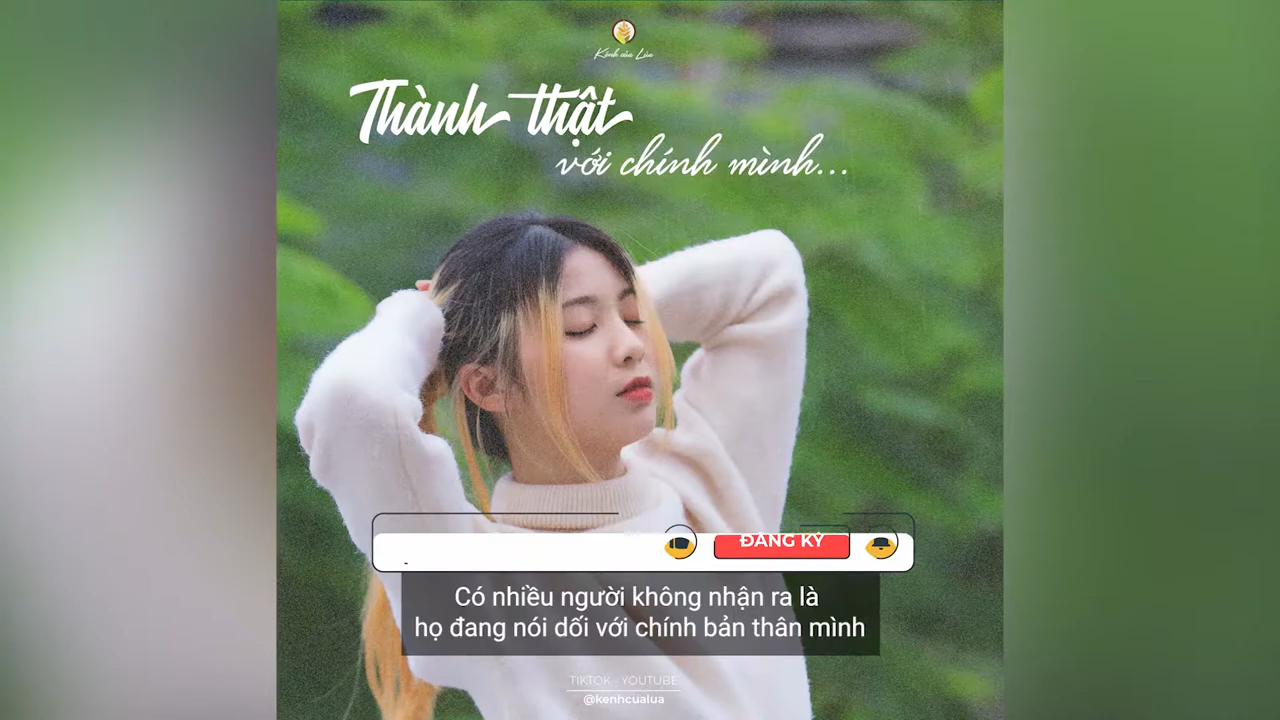 Kênh của Lúa
Thành thật
với chính mình...
ĐĂNG KÝ
Có nhiều người không nhận ra là
họ đang nói dối với chính bản thân mình
TIKTOK - YOUTUBE
@kenhcualua